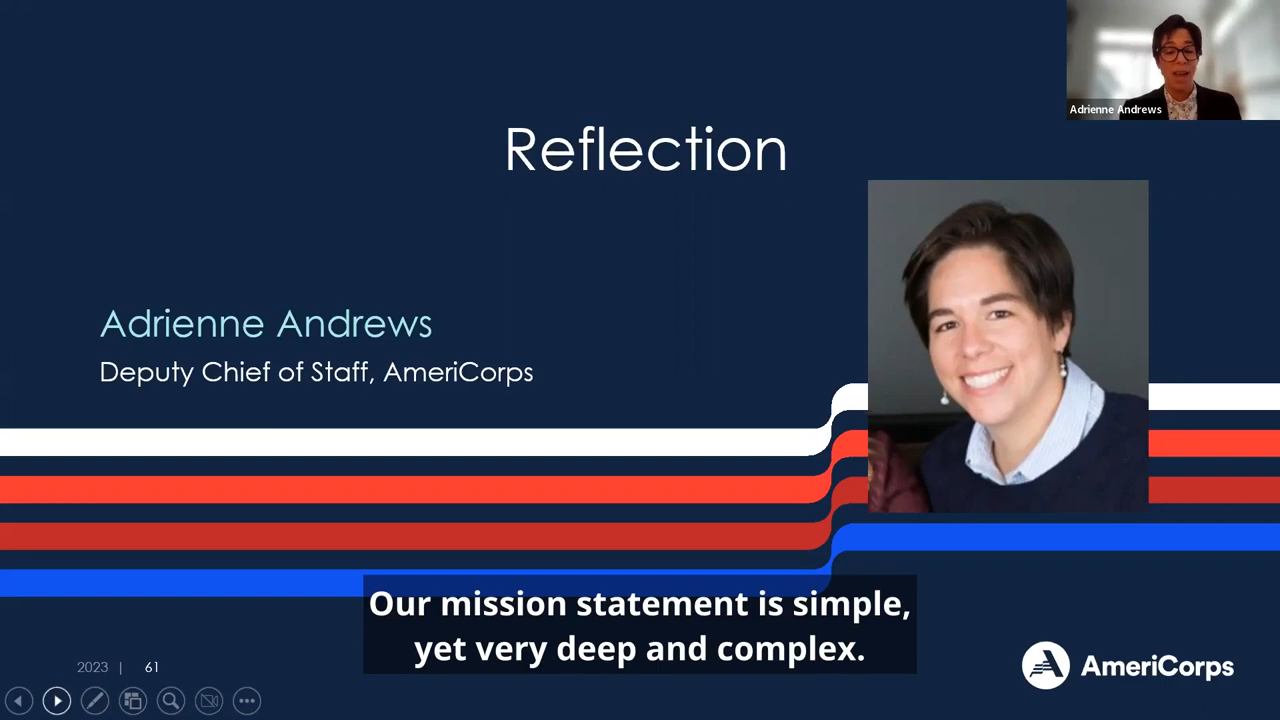 Adrienne Andrews
Reflection
Adrienne Andrews
Deputy Chief of Staff, AmeriCorps
Our mission statement is simple,
yet very deep and complex.
2023 | 61
AmeriCorps